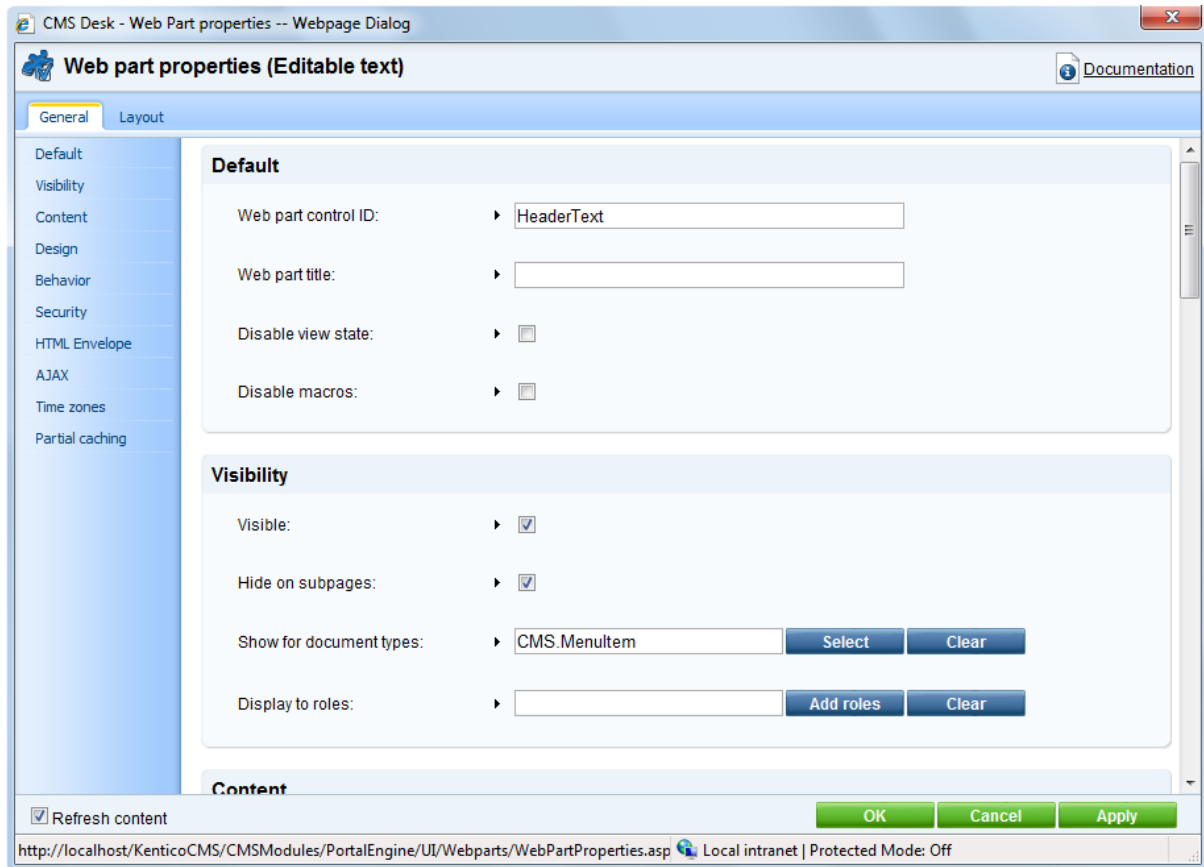 CMS Desk - Web Part properties -- Webpage Dialog
Web part properties (Editable text)
Documentation
General Layout
Default
Visibility
Content
Design
Behavior
Security
HTML Envelope
AJAX
Time zones
Partial caching
Default
Web part control ID: HeaderText
Web part title:
Disable view state:
Disable macros:
Visibility
Visible:
Hide on subpages:
Show for document types: CMS.MenuItem Select Clear
Display to roles: Add roles Clear
Content
Refresh content OK Cancel Apply
http://localhost/KenticoCMS/CMSModules/PortalEngine/UI/Webparts/WebPartProperties.asp Local intranet | Protected Mode: Off